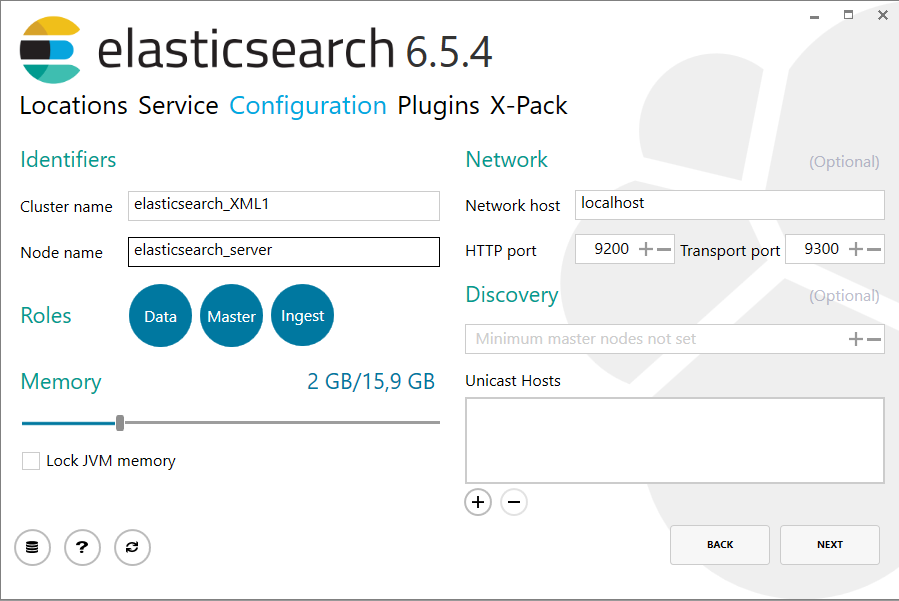 elasticsearch 6.5.4
Locations Service Configuration Plugins X-Pack
Identifiers
Cluster name elasticsearch_XML1
Node name elasticsearch_server
Roles Data Master Ingest
Memory 2 GB/15,9 GB
Lock JVM memory
Network (Optional)
Network host localhost
HTTP port 9200 Transport port 9300
Discovery (Optional)
Minimum master nodes not set
Unicast Hosts
?
BACK NEXT